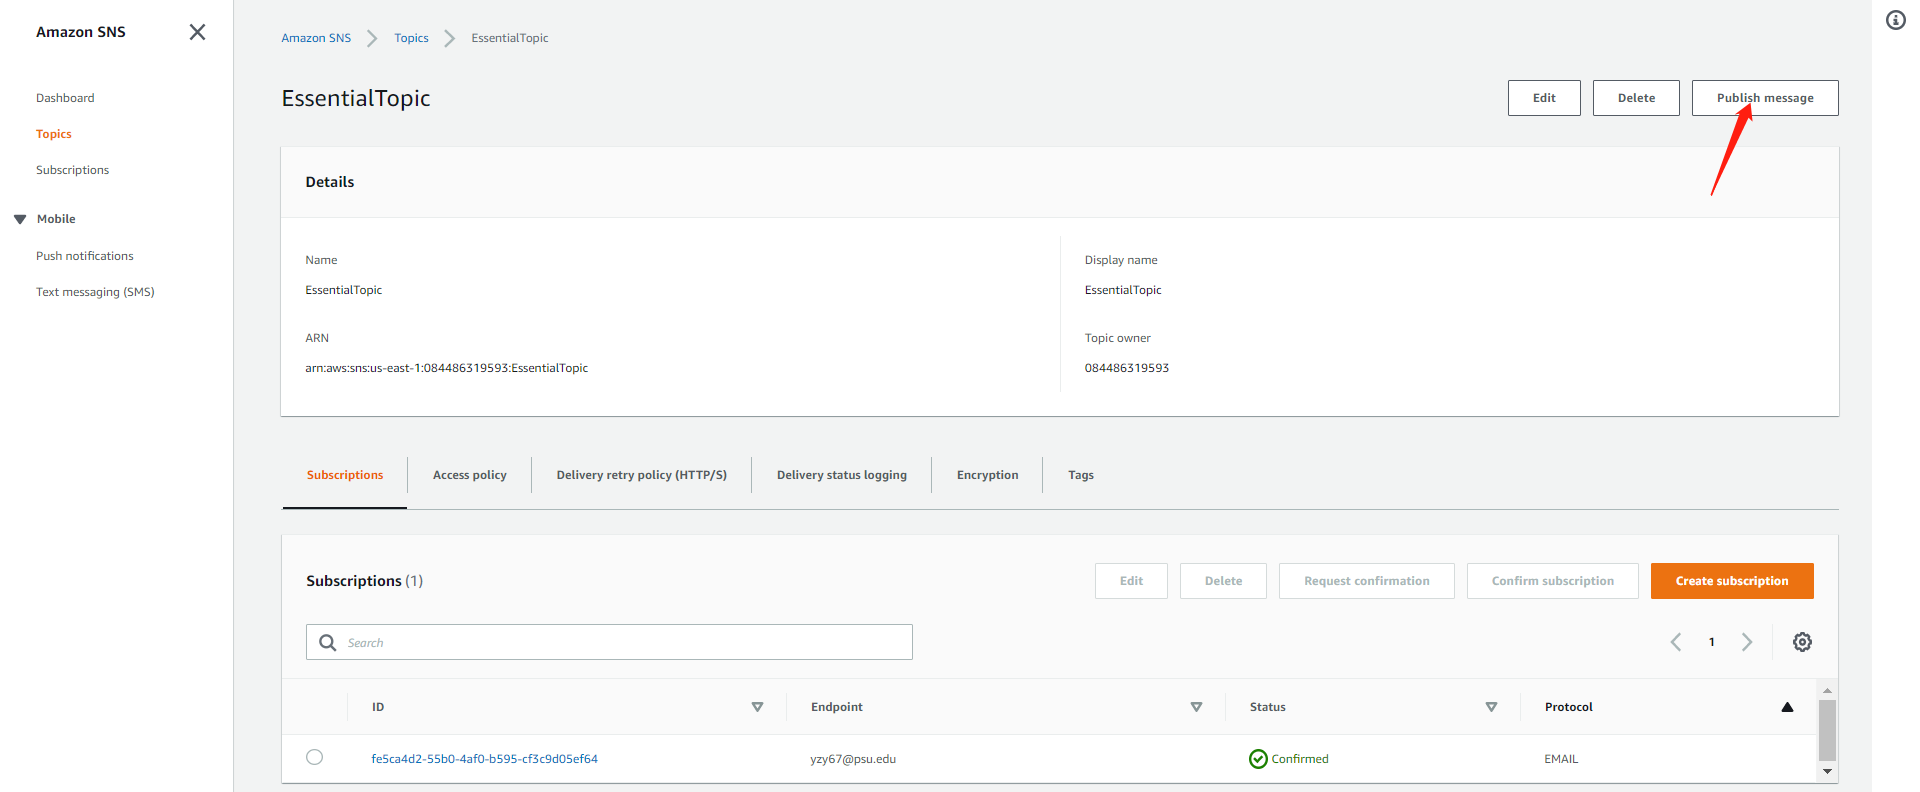 Amazon SNS
Dashboard
Topics
Subscriptions
Mobile
Push notifications
Text messaging (SMS)
Amazon SNS Topics EssentialTopic
EssentialTopic
Edit Delete Publish message
Details
Name
EssentialTopic
ARN
arn:aws:sns:us-east-1:084486319593:EssentialTopic
Display name
EssentialTopic
Topic owner
084486319593
Subscriptions Access policy Delivery retry policy (HTTP/S) Delivery status logging Encryption Tags
Subscriptions (1)
Edit Delete Request confirmation Confirm subscription Create subscription
Search
1
ID Endpoint Status Protocol
fe5ca4d2-55b0-4af0-b595-cf3c9d05ef64 yzy67@psu.edu Confirmed EMAIL